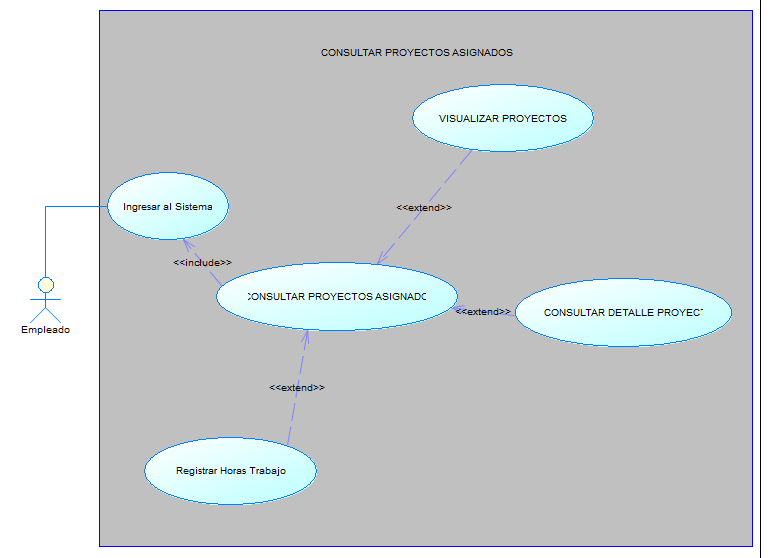 CONSULTAR PROYECTOS ASIGNADOS
VISUALIZAR PROYECTOS
Ingresar al Sistema
<<extend>>
<<include>>
CONSULTAR PROYECTOS ASIGNADO
<<extend>>
CONSULTAR DETALLE PROYECT
Empleado
<<extend>>
Registrar Horas Trabajo